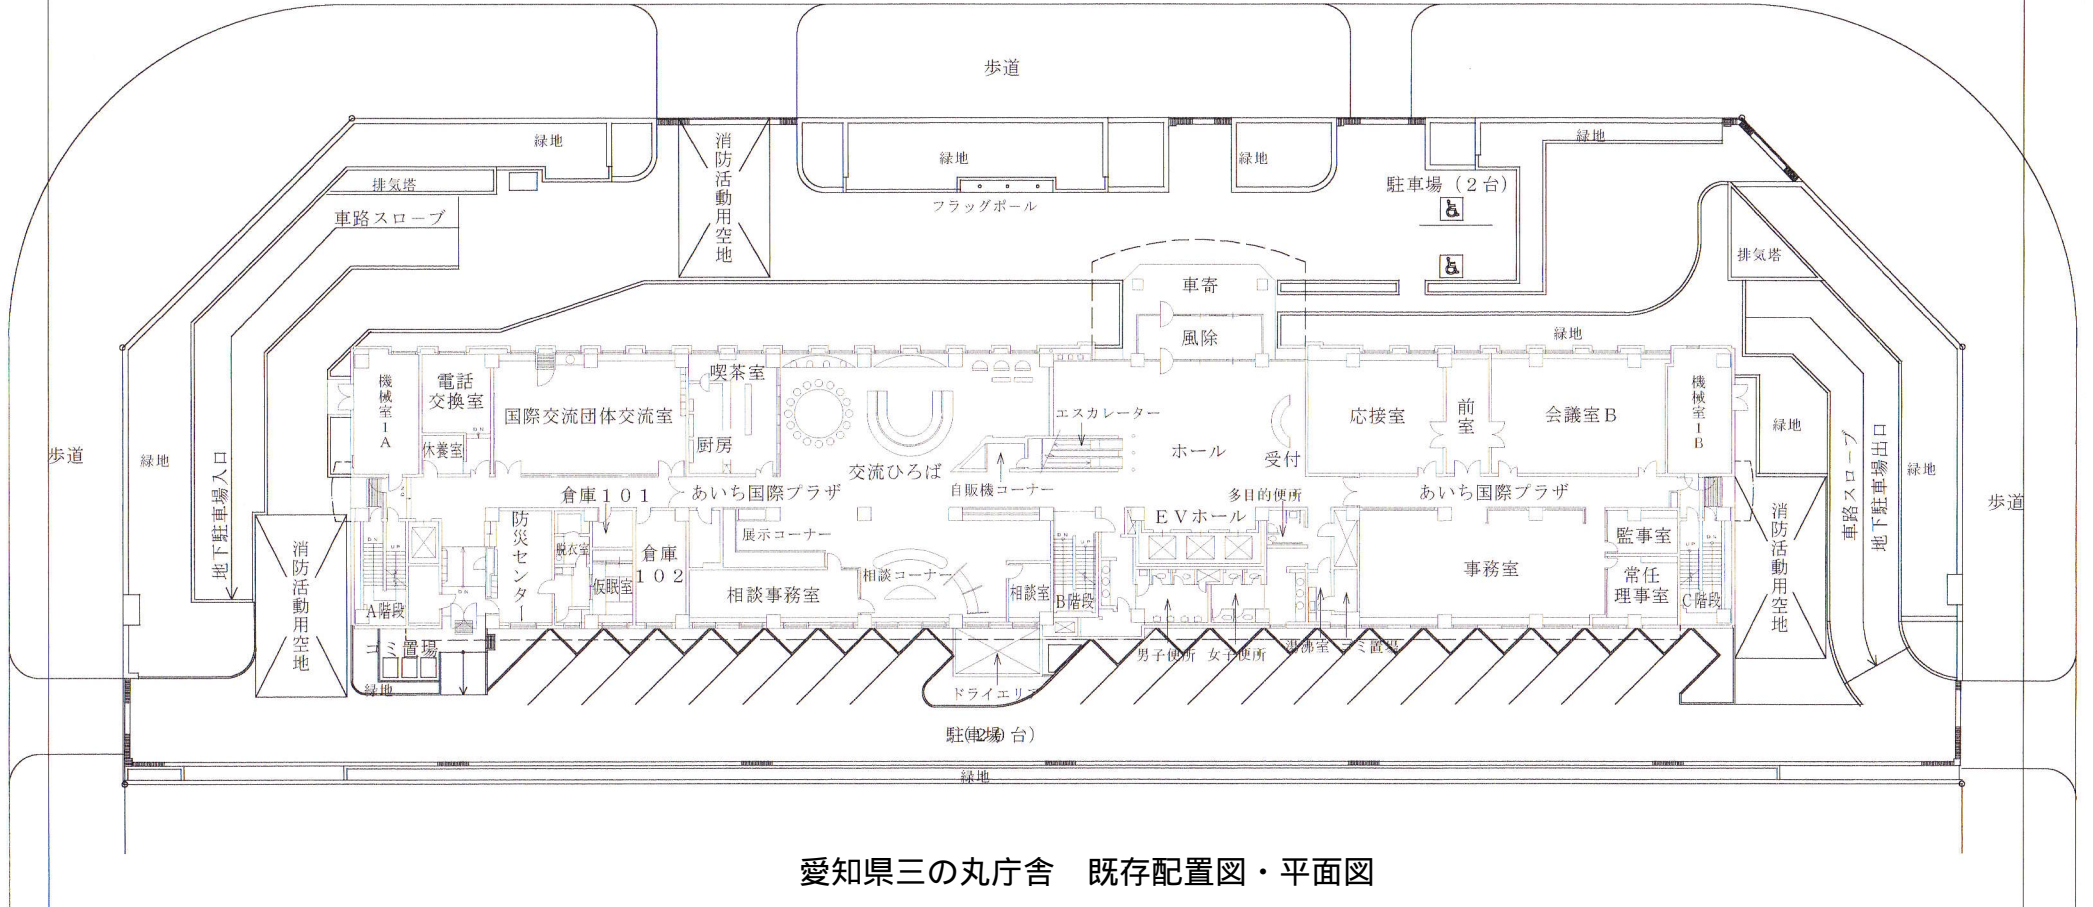 歩道
緑地
消防活動用空地
緑地
緑地
緑地
排気塔
駐車場（２台）
フラッグポール
車路スロープ
排気塔
車寄
風除
緑地
機械室１Ａ
電話
交換室
休養室
国際交流団体交流室
喫茶室
厨房
交流ひろば
エスカレーター
自販機コーナー
ホール
受付
応接室
前室
会議室Ｂ
機械室１Ｂ
緑地
歩道
緑地
地下駐車場入口
車路スロープ
地下駐車場出口
緑地
歩道
倉庫１０１
あいち国際プラザ
多目的便所
あいち国際プラザ
ＥＶホール
消防活動用空地
防災センター
脱衣室
仮眠室
倉庫
１０２
展示コーナー
相談コーナー
相談事務室
相談室
Ａ階段
Ｂ階段
事務室
監事室
常任
理事室
Ｃ階段
消防活動用空地
ゴミ置場
緑地
男子便所
女子便所
湯沸室
ゴミ置場
ドライエリア
駐車場
緑地
愛知県三の丸庁舎　既存配置図・平面図